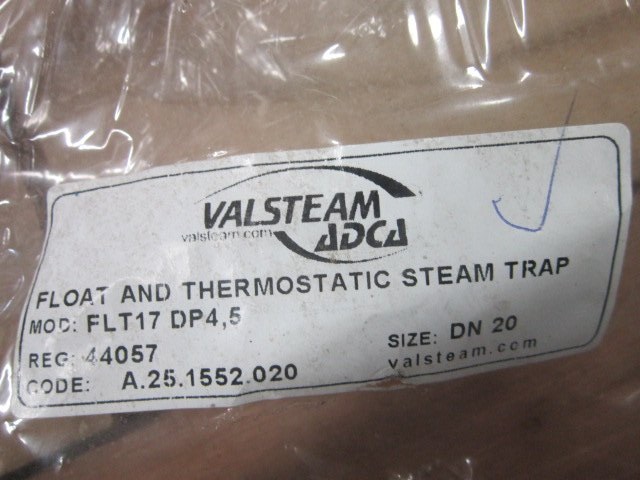 VALSTEAM
valsteam.com ADCA
FLOAT AND THERMOSTATIC STEAM TRAP
MOD: FLT17 DP4,5
REG: 44057 SIZE: DN 20
CODE: A.25.1552.020 valsteam.com